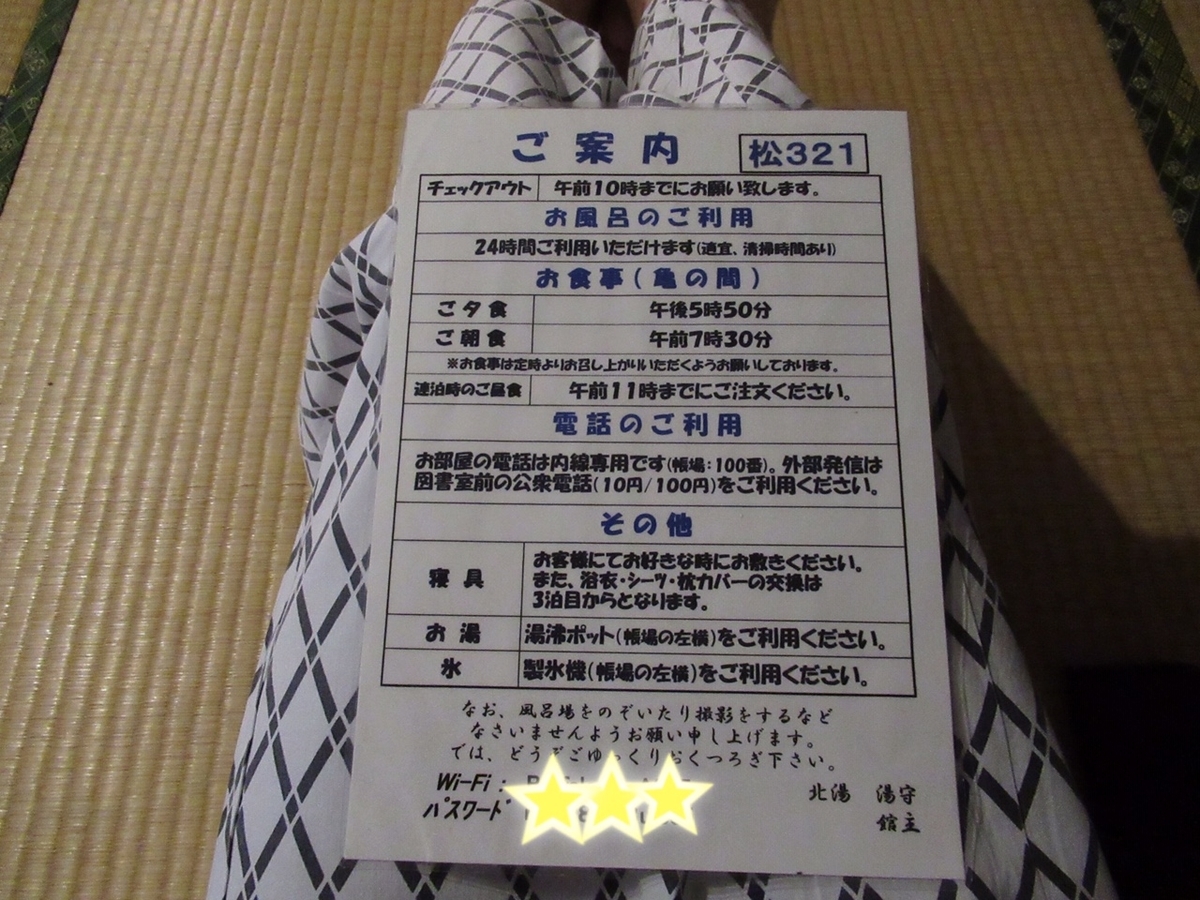 ご案内
松321
チェックアウト 午前10時までにお願い致します。
お風呂のご利用
24時間ご利用いただけます(適宜、清掃時間あり)
お食事(亀の間)
ご夕食 午後5時50分
ご朝食 午前7時30分
※お食事は定時よりお召し上がりいただくようお願いしております。
連泊時のご昼食 午前11時までにご注文ください。
電話のご利用
お部屋の電話は内線専用です(帳場:100番)。外部発信は
図書室前の公衆電話(10円/100円)をご利用ください。
その他
寝具 お客様にてお好きな時にお敷きください。
また、浴衣・シーツ・枕カバーの交換は
3泊目からとなります。
お湯 湯沸ポット(帳場の左横)をご利用ください。
氷 製氷機(帳場の左横)をご利用ください。
なお、風呂場をのぞいたり撮影をするなど
なさいませんようお願い申し上げます。
では、どうぞごゆっくりおくつろぎ下さい。
Wi-Fi:
パスワード
北湯 湯守
館主